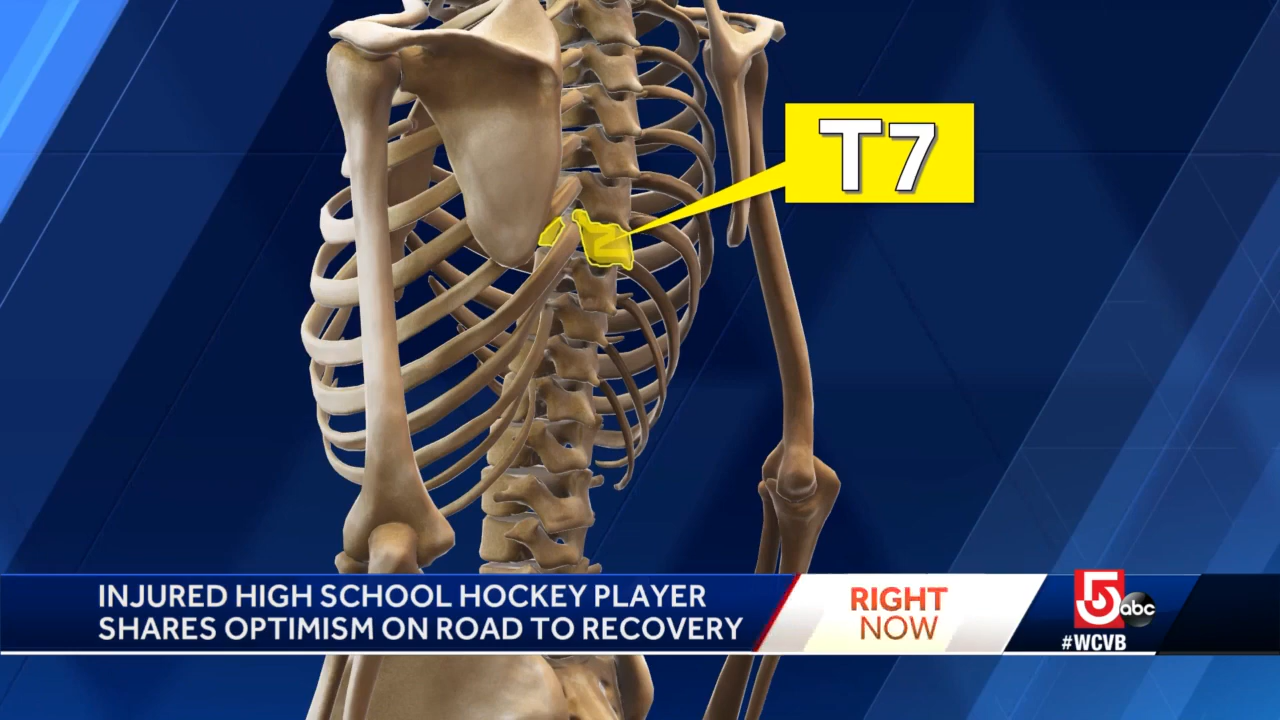 T7
INJURED HIGH SCHOOL HOCKEY PLAYER
SHARES OPTIMISM ON ROAD TO RECOVERY
RIGHT
NOW
5 abc
#WCVB